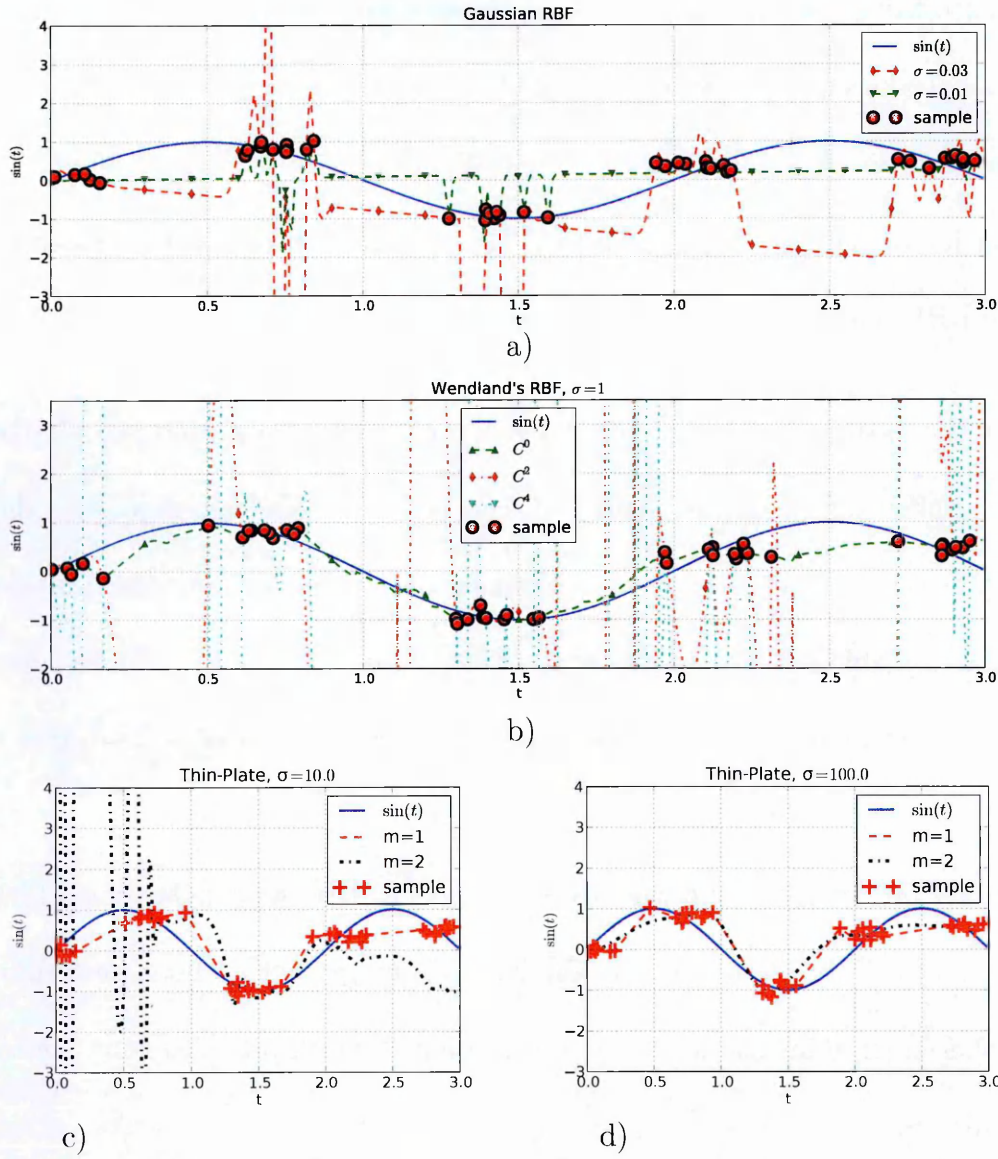 Gaussian RBF
sin(t)
4
3
2
1
0
−1
−2
−3
sin(t)
σ=0.03
σ=0.01
sample
0.0 0.5 1.0 1.5 2.0 2.5 3.0
t
a)
Wendland's RBF, σ=1
sin(t)
3
2
1
0
−1
−2
sin(t)
C⁰
C²
C⁴
sample
0.0 0.5 1.0 1.5 2.0 2.5 3.0
t
b)
Thin-Plate, σ=10.0
sin(t)
4
3
2
1
0
−1
−2
−3
sin(t)
m=1
m=2
sample
0.0 0.5 1.0 1.5 2.0 2.5 3.0
t
c)
Thin-Plate, σ=100.0
sin(t)
4
3
2
1
0
−1
−2
−3
sin(t)
m=1
m=2
sample
0.0 0.5 1.0 1.5 2.0 2.5 3.0
t
d)